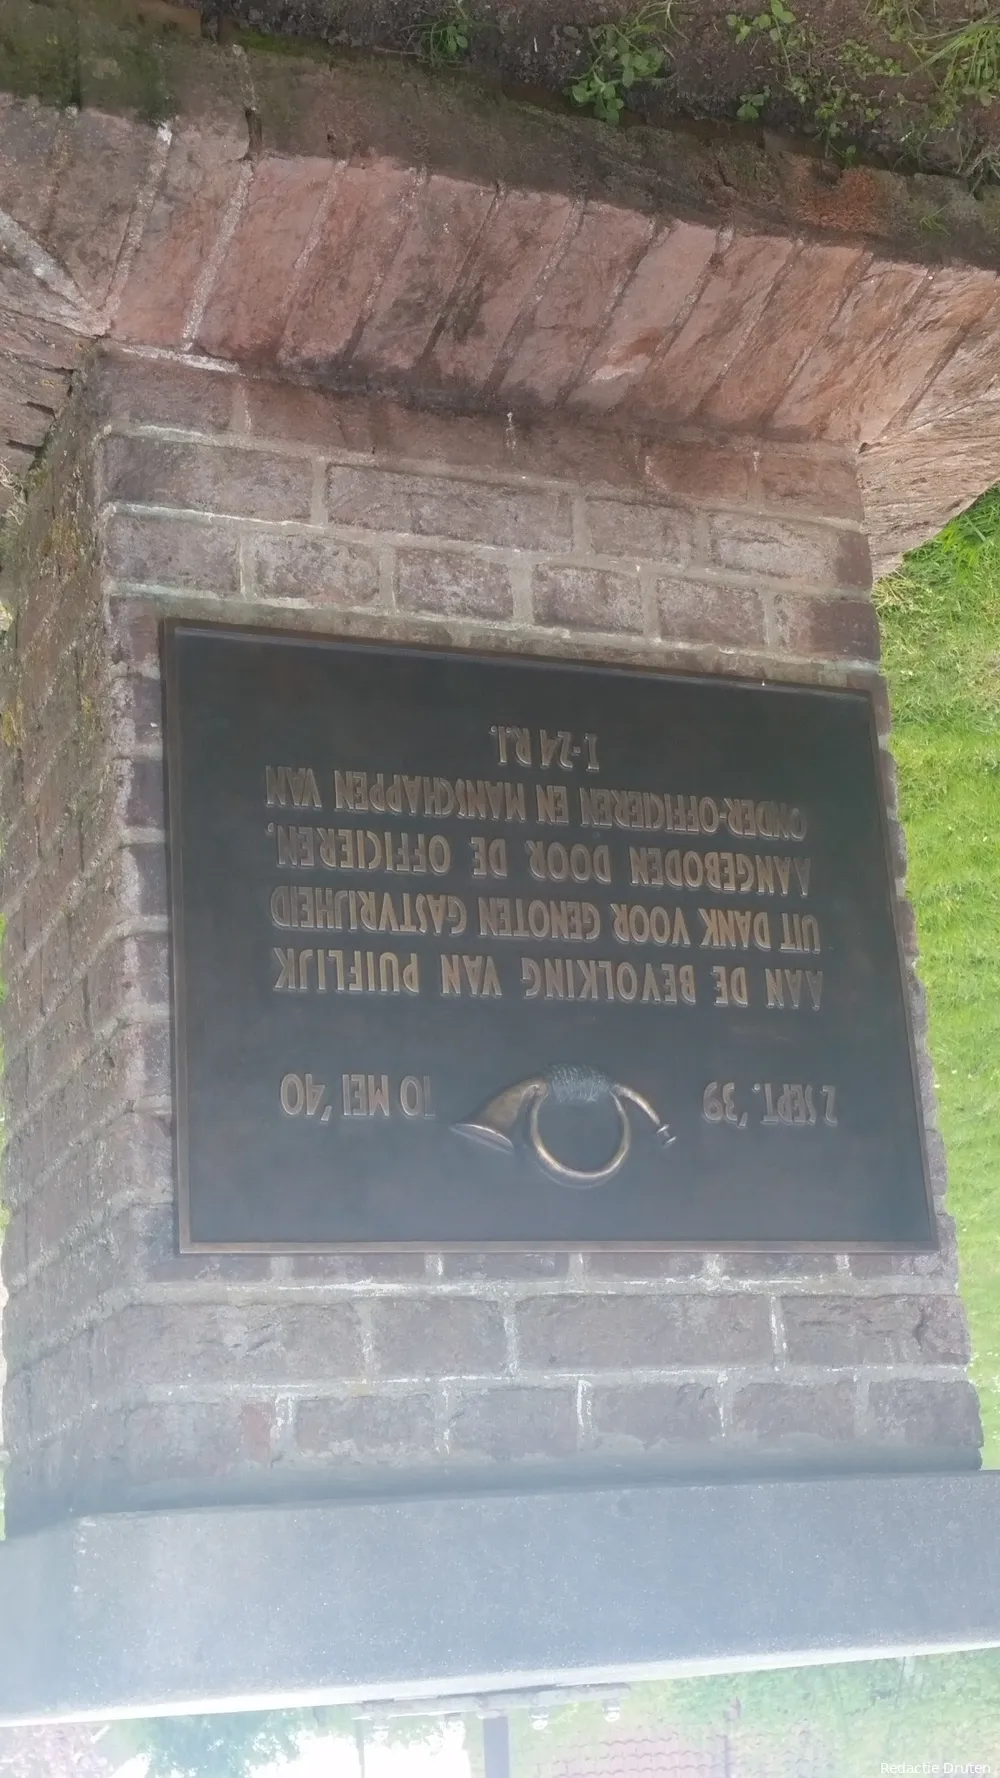 2 SEPT. '39 10 MEI '40
AAN DE BEVOLKING VAN PUIFLIJK
UIT DANK VOOR GENOTEN GASTVRIJHEID
AANGEBODEN DOOR DE OFFICIEREN,
ONDER-OFFICIEREN EN MANSCHAPPEN VAN
1-24 R.I.
Redactie Druten